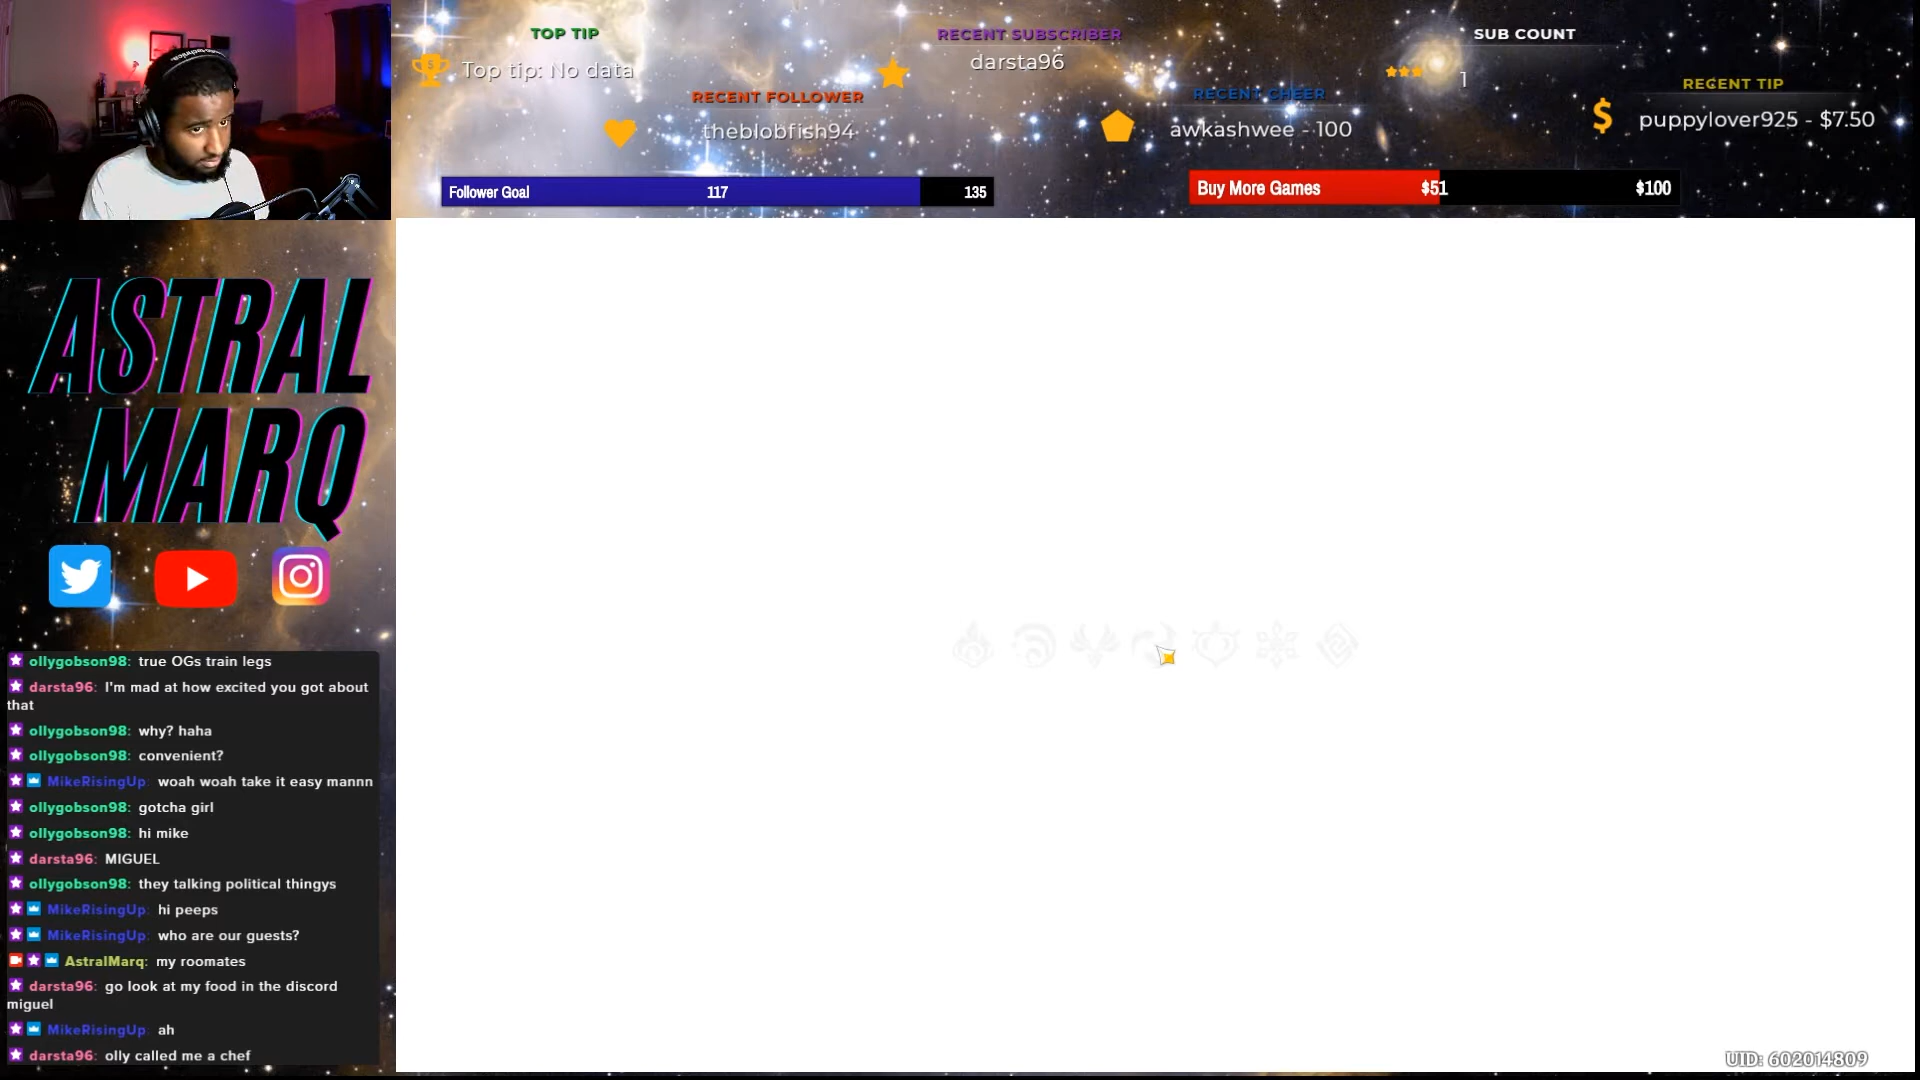 TOP TIP
Top tip: No data
RECENT SUBSCRIBER
darsta96
SUB COUNT
1
RECENT FOLLOWER
theblobfish94
RECENT CHEER
awkashwee - 100
RECENT TIP
puppylover925 - $7.50
Follower Goal 117 135
Buy More Games $51 $100
ASTRAL
MARQ
ollygobson98: true OGs train legs
darsta96: I'm mad at how excited you got about
that
ollygobson98: why? haha
ollygobson98: convenient?
MikeRisingUp: woah woah take it easy mannn
ollygobson98: gotcha girl
ollygobson98: hi mike
darsta96: MIGUEL
ollygobson98: they talking political thingys
MikeRisingUp: hi peeps
MikeRisingUp: who are our guests?
AstralMarq: my roomates
darsta96: go look at my food in the discord
miguel
MikeRisingUp: ah
darsta96: olly called me a chef
UID: 602014809